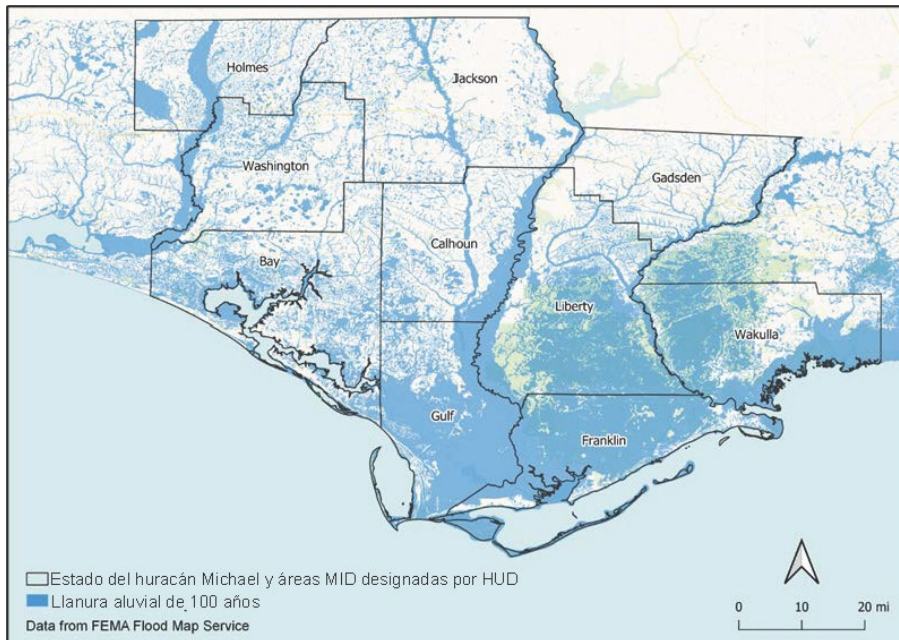 Holmes
Jackson
Washington
Gadsden
Calhoun
Bay
Liberty
Wakulla
Gulf
Franklin
Estado del huracán Michael y áreas MID designadas por HUD
Llanura aluvial de 100 años
Data from FEMA Flood Map Service
0 10 20 mi